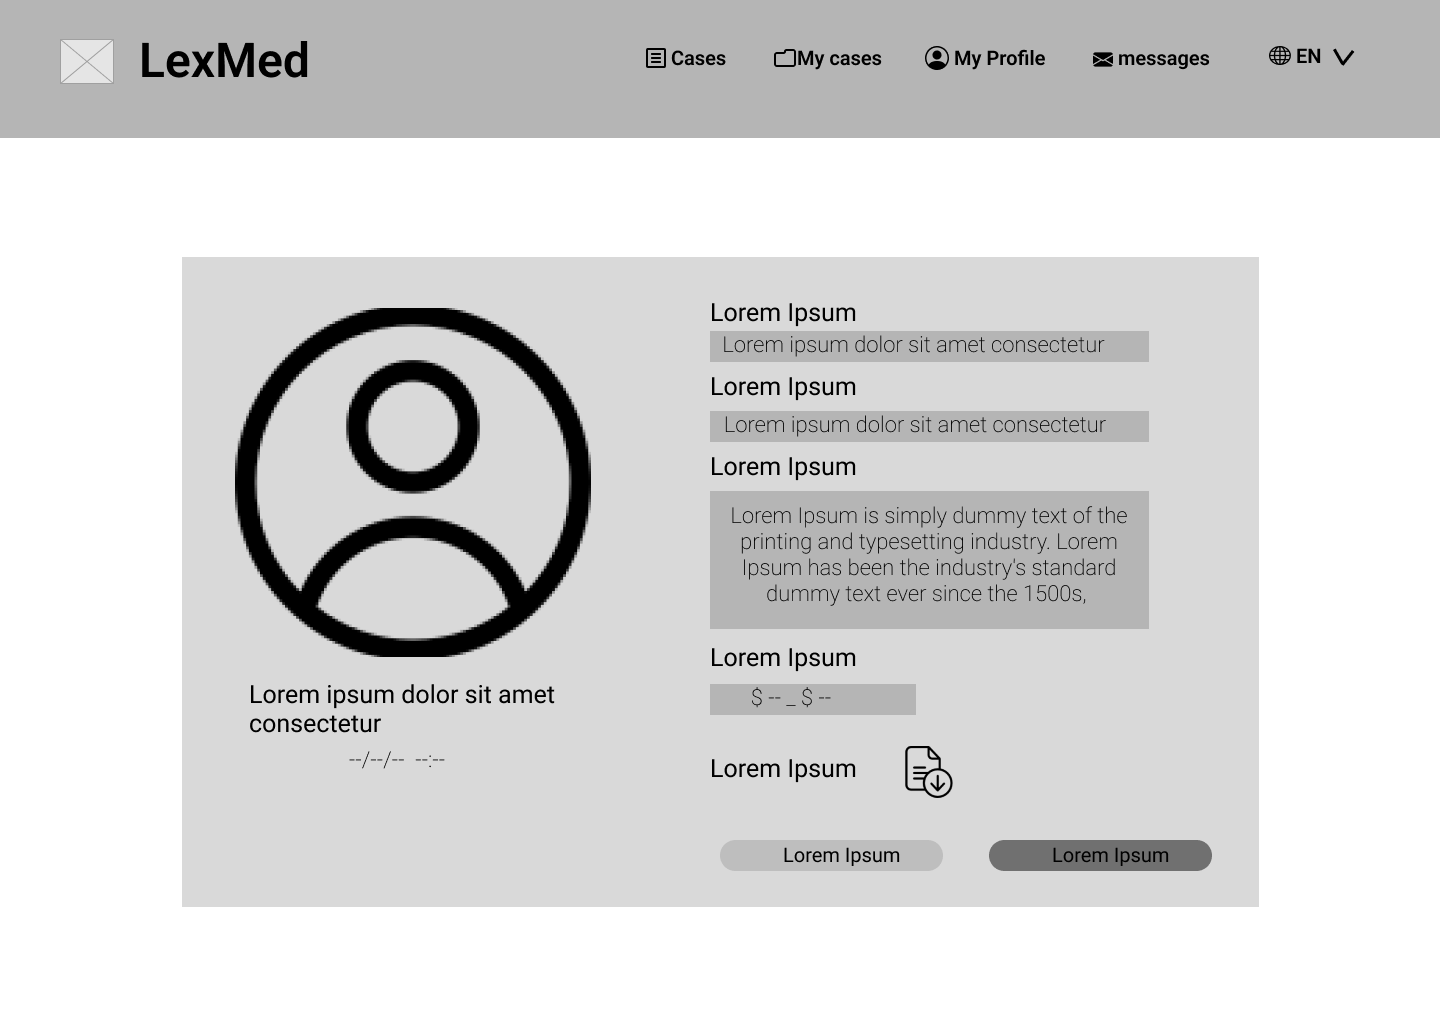 LexMed
Cases
My cases
My Profile
messages
EN
Lorem ipsum dolor sit amet
consectetur
--/--/-- --:--
Lorem Ipsum
Lorem ipsum dolor sit amet consectetur
Lorem Ipsum
Lorem ipsum dolor sit amet consectetur
Lorem Ipsum
Lorem Ipsum is simply dummy text of the
printing and typesetting industry. Lorem
Ipsum has been the industry's standard
dummy text ever since the 1500s,
Lorem Ipsum
$ -- _ $ --
Lorem Ipsum
Lorem Ipsum
Lorem Ipsum